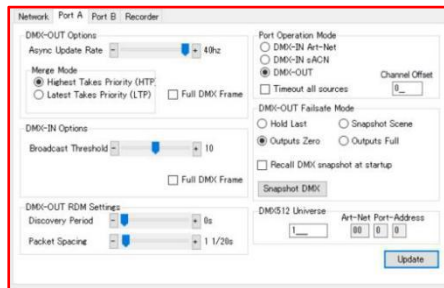 Network Port A Port B Recorder
DMX-OUT Options
Async Update Rate - + 40hz
Merge Mode
Highest Takes Priority (HTP)
Latest Takes Priority (LTP)
Full DMX Frame
DMX-IN Options
Broadcast Threshold - + 10
Full DMX Frame
DMX-OUT RDM Settings
Discovery Period - + 0s
Packet Spacing - + 1 1/20s
Port Operation Mode
DMX-IN Art-Net
DMX-IN sACN
DMX-OUT
Channel Offset
Timeout all sources 0_
DMX-OUT Failsafe Mode
Hold Last Snapshot Scene
Outputs Zero Outputs Full
Recall DMX snapshot at startup
Snapshot DMX
DMX512 Universe
Art-Net Port-Address
1___ 00 0 0
Update